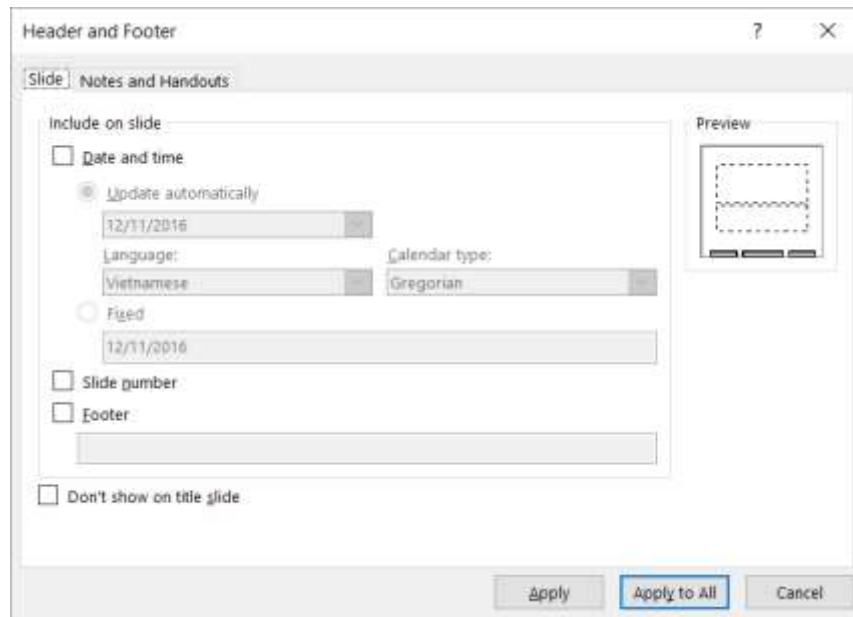 Header and Footer
Slide Notes and Handouts
Include on slide
Preview
Date and time
Update automatically
12/11/2016
Language: Calendar type:
Vietnamese Gregorian
Fixed
12/11/2016
Slide number
Footer
Don't show on title slide
Apply Apply to All Cancel